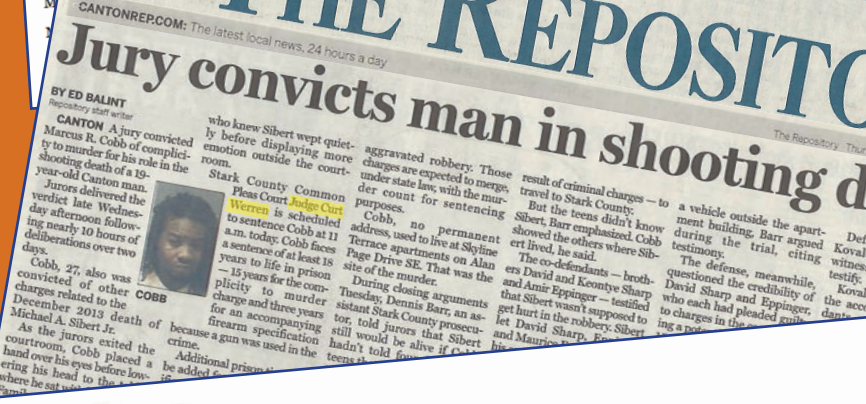 CANTONREP.COM: The latest local news, 24 hours a day
THE REPOSITO
The Repository · Thur
Jury convicts man in shooting d
BY ED BALINT
Repository staff writer
CANTON A jury convicted
Marcus R. Cobb of complici-
ty to murder for his role in the
shooting death of a 19-
year-old Canton man.
Jurors delivered the
verdict late Wednes-
day afternoon follow-
ing nearly 10 hours of
deliberations over two
days.
Cobb, 27, also was
convicted of other
charges related to the
December 2013 death of
Michael A. Sibert Jr.
As the jurors exited the
courtroom, Cobb placed a
hand over his eyes before low-
ering his head to the
where he sat
COBB
who knew Sibert wept quiet-
ly before displaying more
emotion outside the court-
room.
Stark County Common
Pleas Court Judge Curt
Werren is scheduled
to sentence Cobb at 11
a.m. today. Cobb faces
a sentence of at least 18
years to life in prison
— 15 years for the com-
plicity to murder
charge and three years
for an accompanying
firearm specification
because a gun was used in the
crime.
Additional prison
be added
aggravated robbery. Those
charges are expected to merge,
under state law, with the mur-
der count for sentencing
purposes.
Cobb, no permanent
address, used to live at Skyline
Terrace apartments on Alan
Page Drive SE. That was the
site of the murder.
During closing arguments
Tuesday, Dennis Barr, an as-
sistant Stark County prosecu-
tor, told jurors that Sibert
still would be alive if
hadn't told
teens
result of criminal charges — to
travel to Stark County.
But the teens didn't know
Sibert, Barr emphasized. Cobb
showed the others where Sib-
ert lived, he said.
The co-defendants — broth-
ers David and Keontye Sharp
and Amir Eppinger — testified
that Sibert wasn't supposed to
get hurt in the robbery. Sibert
let David Sharp,
and
a vehicle outside the apart-
ment building, Barr argued
during the trial, citing
testimony.
The defense, meanwhile,
questioned the credibility of
David Sharp and Eppinger,
who each had pleaded
to charges in the
ing a
Koval
testify.